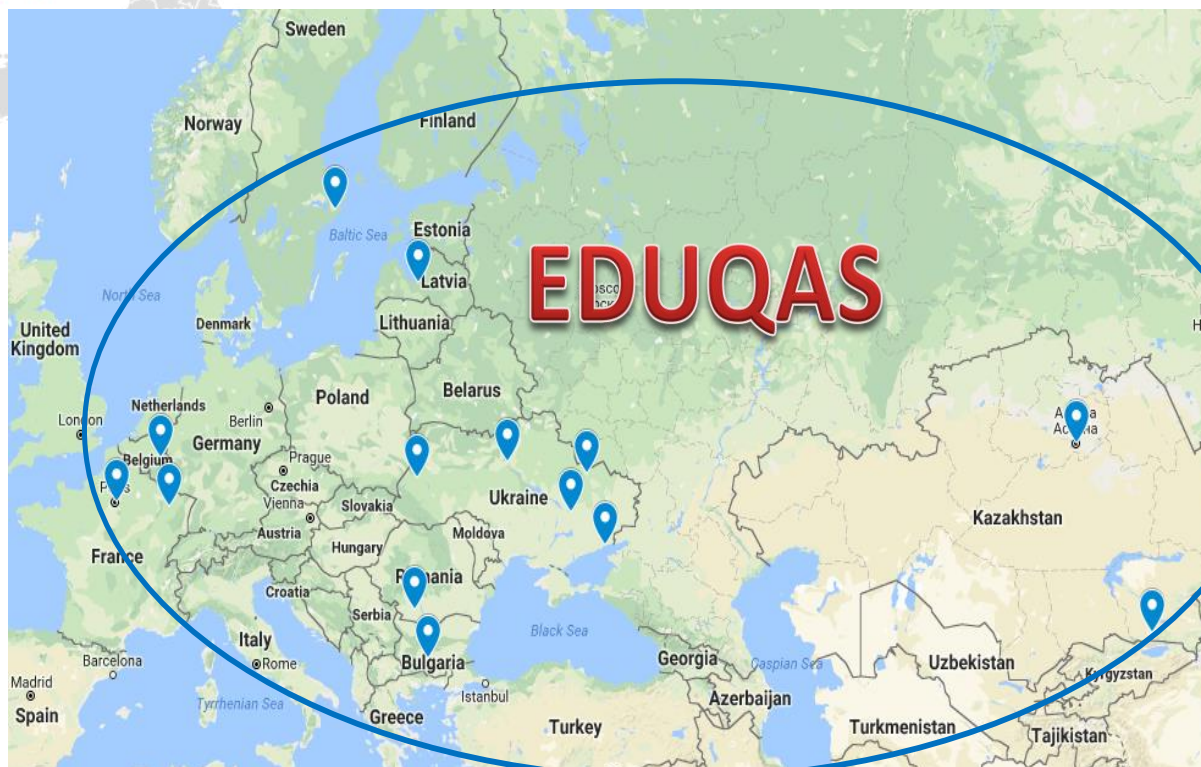 Sweden
Norway
Finland
Estonia
Baltic Sea
Latvia
North Sea
EDUQAS
Denmark
Lithuania
United
Kingdom
Belarus
Poland
Netherlands
Berlin
London
Germany
Belgium
Prague
Czechia
Vienna
Slovakia
Ukraine
Kazakhstan
Austria
Hungary
Moldova
France
Croatia
Serbia
Black Sea
Italy
Rome
Barcelona
Bulgaria
Georgia
Caspian Sea
Uzbekistan
Kyrgyzstan
Madrid
Spain
Tyrrhenian Sea
Istanbul
Azerbaijan
Greece
Turkey
Turkmenistan
Tajikistan